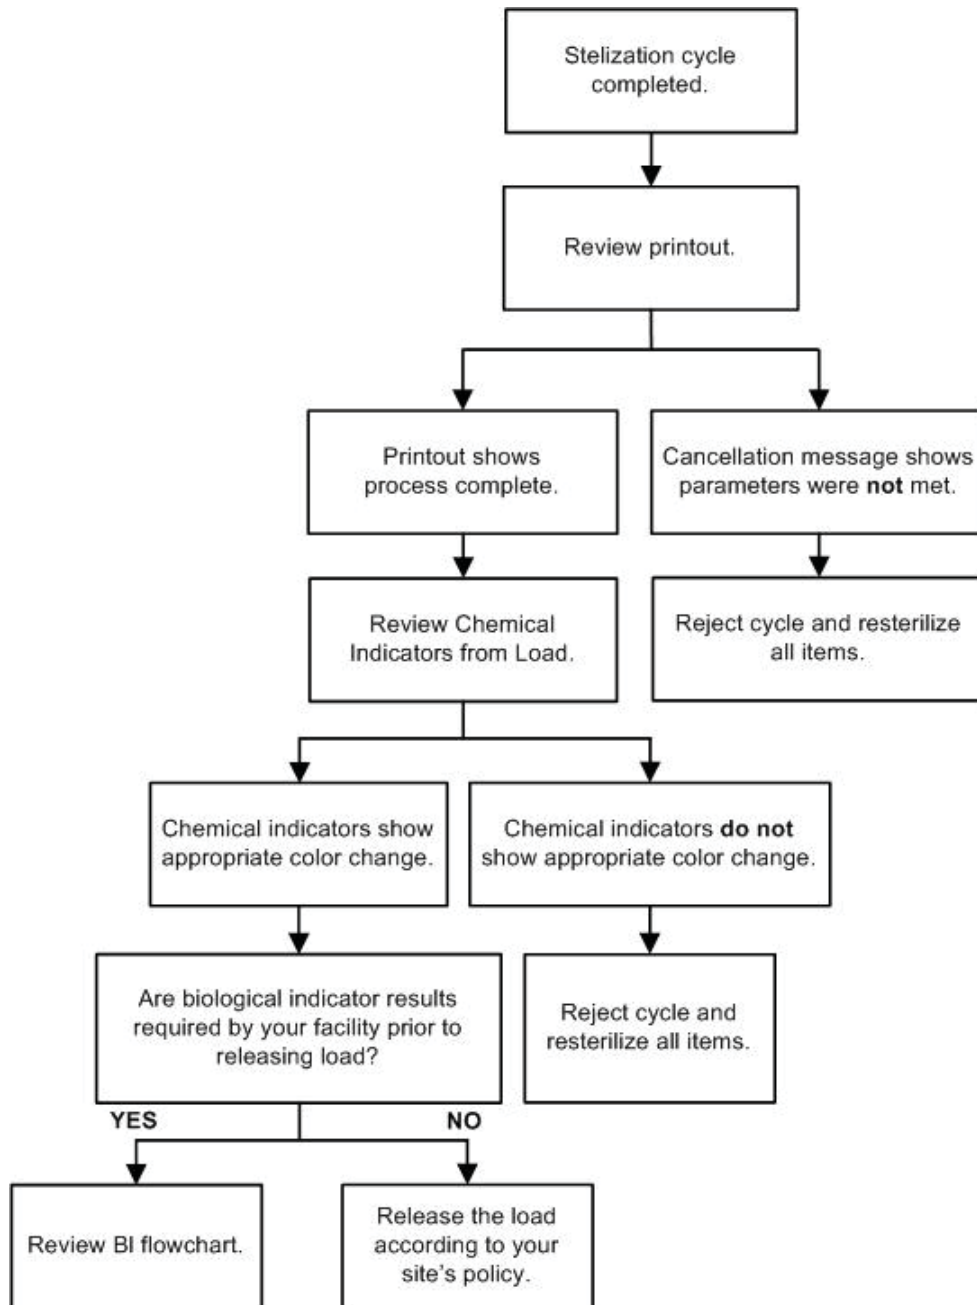 Stelization cycle
completed.
Review printout.
Printout shows
process complete.
Cancellation message shows
parameters were not met.
Review Chemical
Indicators from Load.
Reject cycle and resterilize
all items.
Chemical indicators show
appropriate color change.
Chemical indicators do not
show appropriate color change.
Are biological indicator results
required by your facility prior to
releasing load?
Reject cycle and
resterilize all items.
YES
NO
Review BI flowchart.
Release the load
according to your
site's policy.